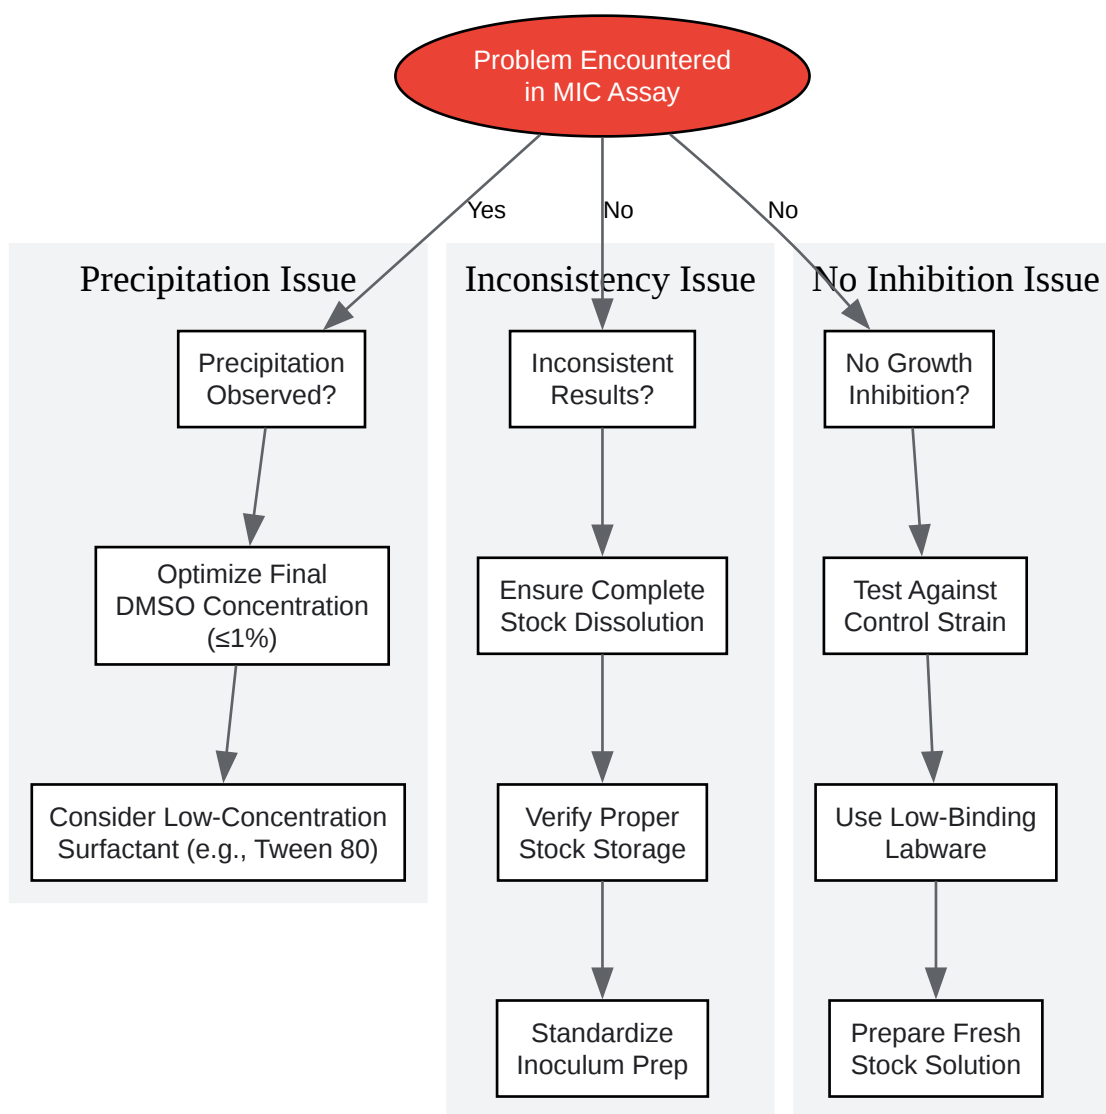 Problem Encountered
in MIC Assay
Yes
No
No
Precipitation Issue
Inconsistency Issue
No Inhibition Issue
Precipitation
Observed?
Inconsistent
Results?
No Growth
Inhibition?
Optimize Final
DMSO Concentration
(≤1%)
Ensure Complete
Stock Dissolution
Test Against
Control Strain
Consider Low-Concentration
Surfactant (e.g., Tween 80)
Verify Proper
Stock Storage
Use Low-Binding
Labware
Standardize
Inoculum Prep
Prepare Fresh
Stock Solution